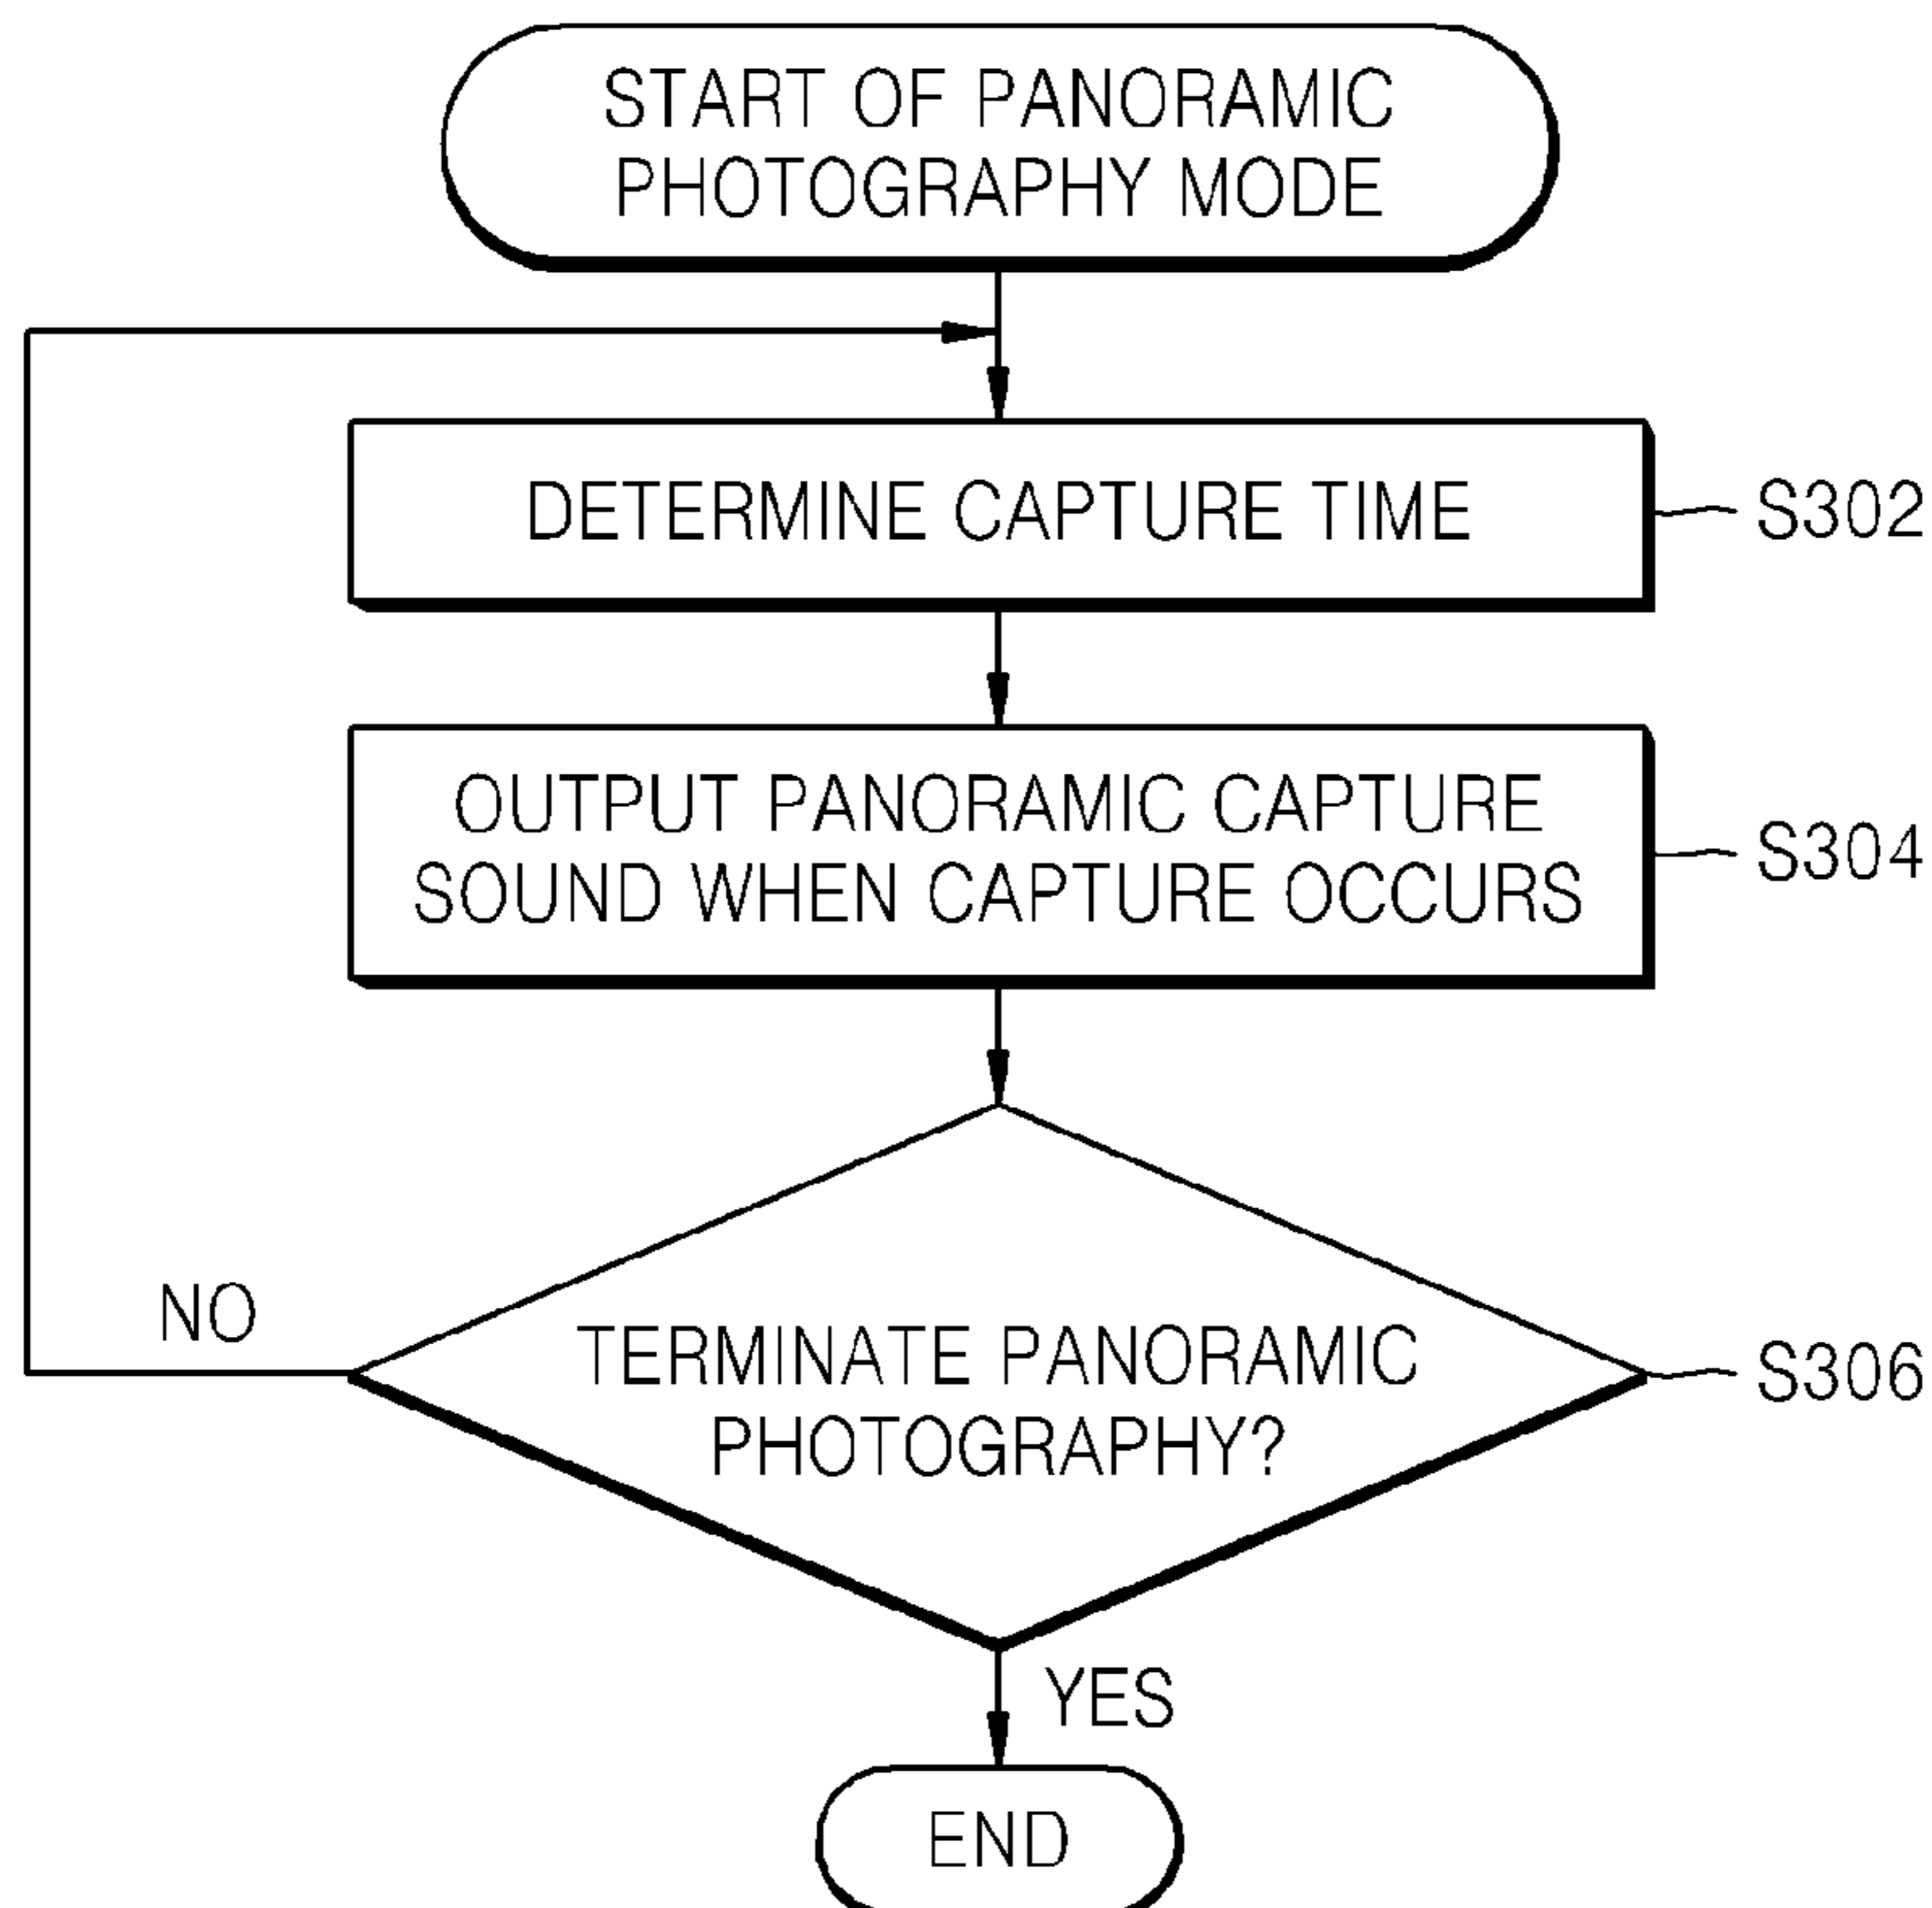 START OF PANORAMIC
PHOTOGRAPHY MODE
DETERMINE CAPTURE TIME
S302
OUTPUT PANORAMIC CAPTURE
SOUND WHEN CAPTURE OCCURS
S304
NO
TERMINATE PANORAMIC
PHOTOGRAPHY?
S306
YES
END